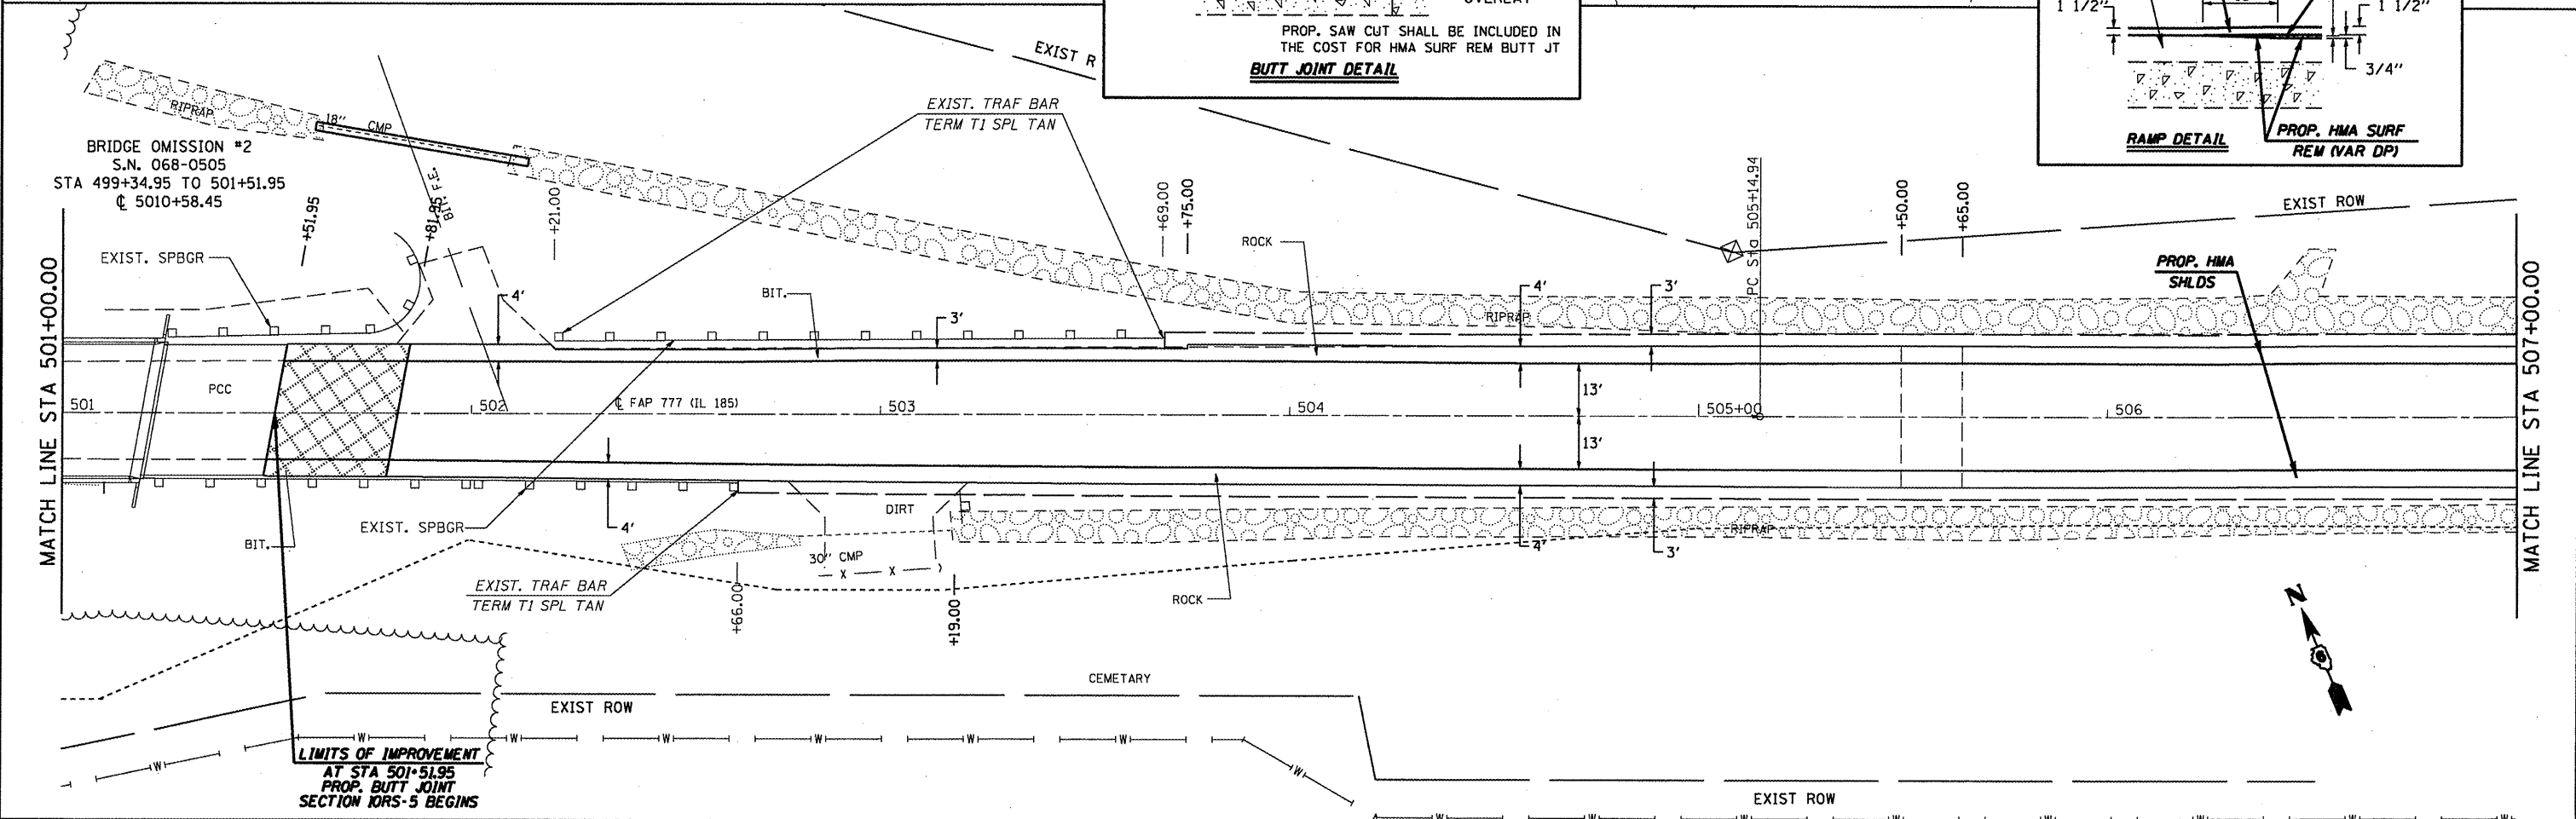 OVERLAY
PROP. SAW CUT SHALL BE INCLUDED IN
THE COST FOR HMA SURF REM BUTT JT
BUTT JOINT DETAIL
1 1/2"
1 1/2"
3/4"
RAMP DETAIL
PROP. HMA SURF
REM (VAR DP)
EXIST R
RIPRAP
18"
CMP
BRIDGE OMISSION #2
S.N. 068-0505
STA 499+34.95 TO 501+51.95
℄ 5010+58.45
EXIST. TRAF BAR
TERM T1 SPL TAN
+51.95
+81.95
BIT. F.E.
+21.00
+69.00
+75.00
PC Sta 505+14.94
+50.00
+65.00
EXIST ROW
EXIST. SPBGR
ROCK
BIT.
4'
3'
4'
3'
RIPRAP
PROP. HMA
SHLDS
MATCH LINE STA 501+00.00
MATCH LINE STA 507+00.00
PCC
501
502
℄ FAP 777 (IL 185)
503
504
505+00
506
13'
13'
EXIST. SPBGR
4'
DIRT
BIT.
30" CMP
X
X
RIPRAP
4'
3'
EXIST. TRAF BAR
TERM T1 SPL TAN
+66.00
+19.00
ROCK
N
6
CEMETARY
EXIST ROW
W
W
W
W
W
W
W
W
LIMITS OF IMPROVEMENT
AT STA 501+51.95
PROP. BUTT JOINT
SECTION 10RS-5 BEGINS
EXIST ROW
W
W
W
W
W
W
W
W